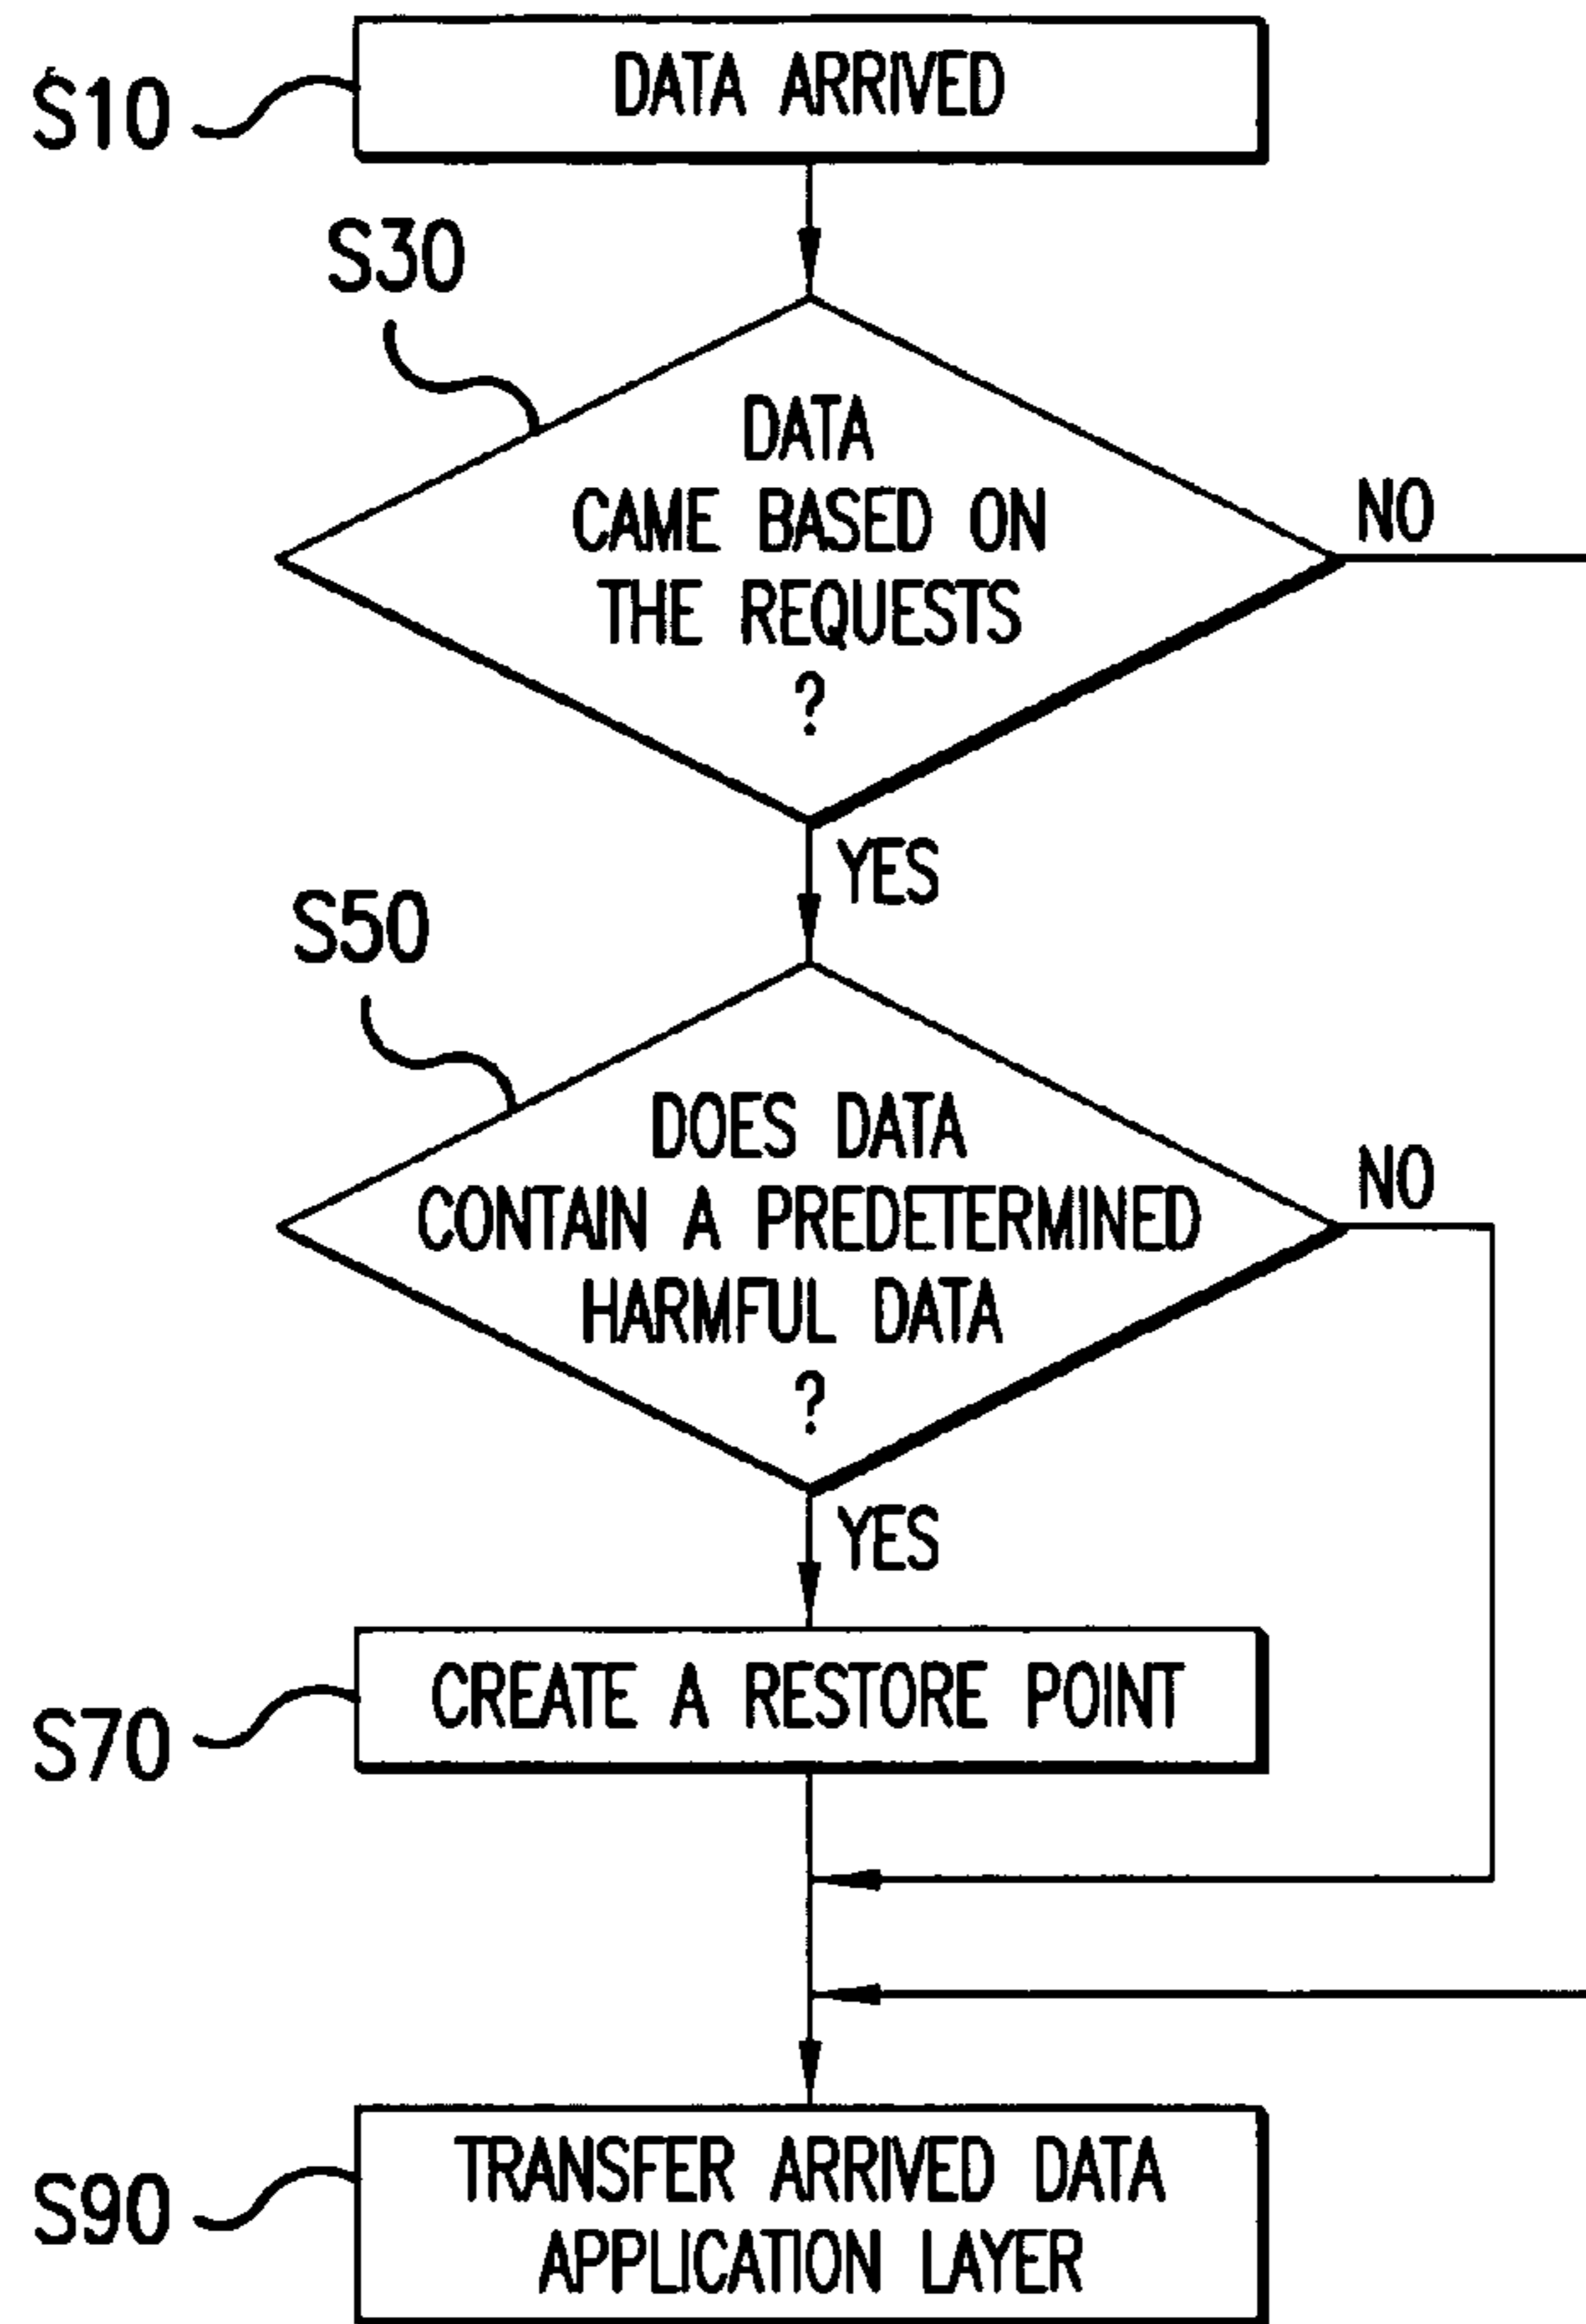 S10
DATA ARRIVED
S30
DATA
CAME BASED ON
THE REQUESTS
?
NO
YES
S50
DOES DATA
CONTAIN A PREDETERMINED
HARMFUL DATA
?
NO
YES
S70
CREATE A RESTORE POINT
S90
TRANSFER ARRIVED DATA
APPLICATION LAYER